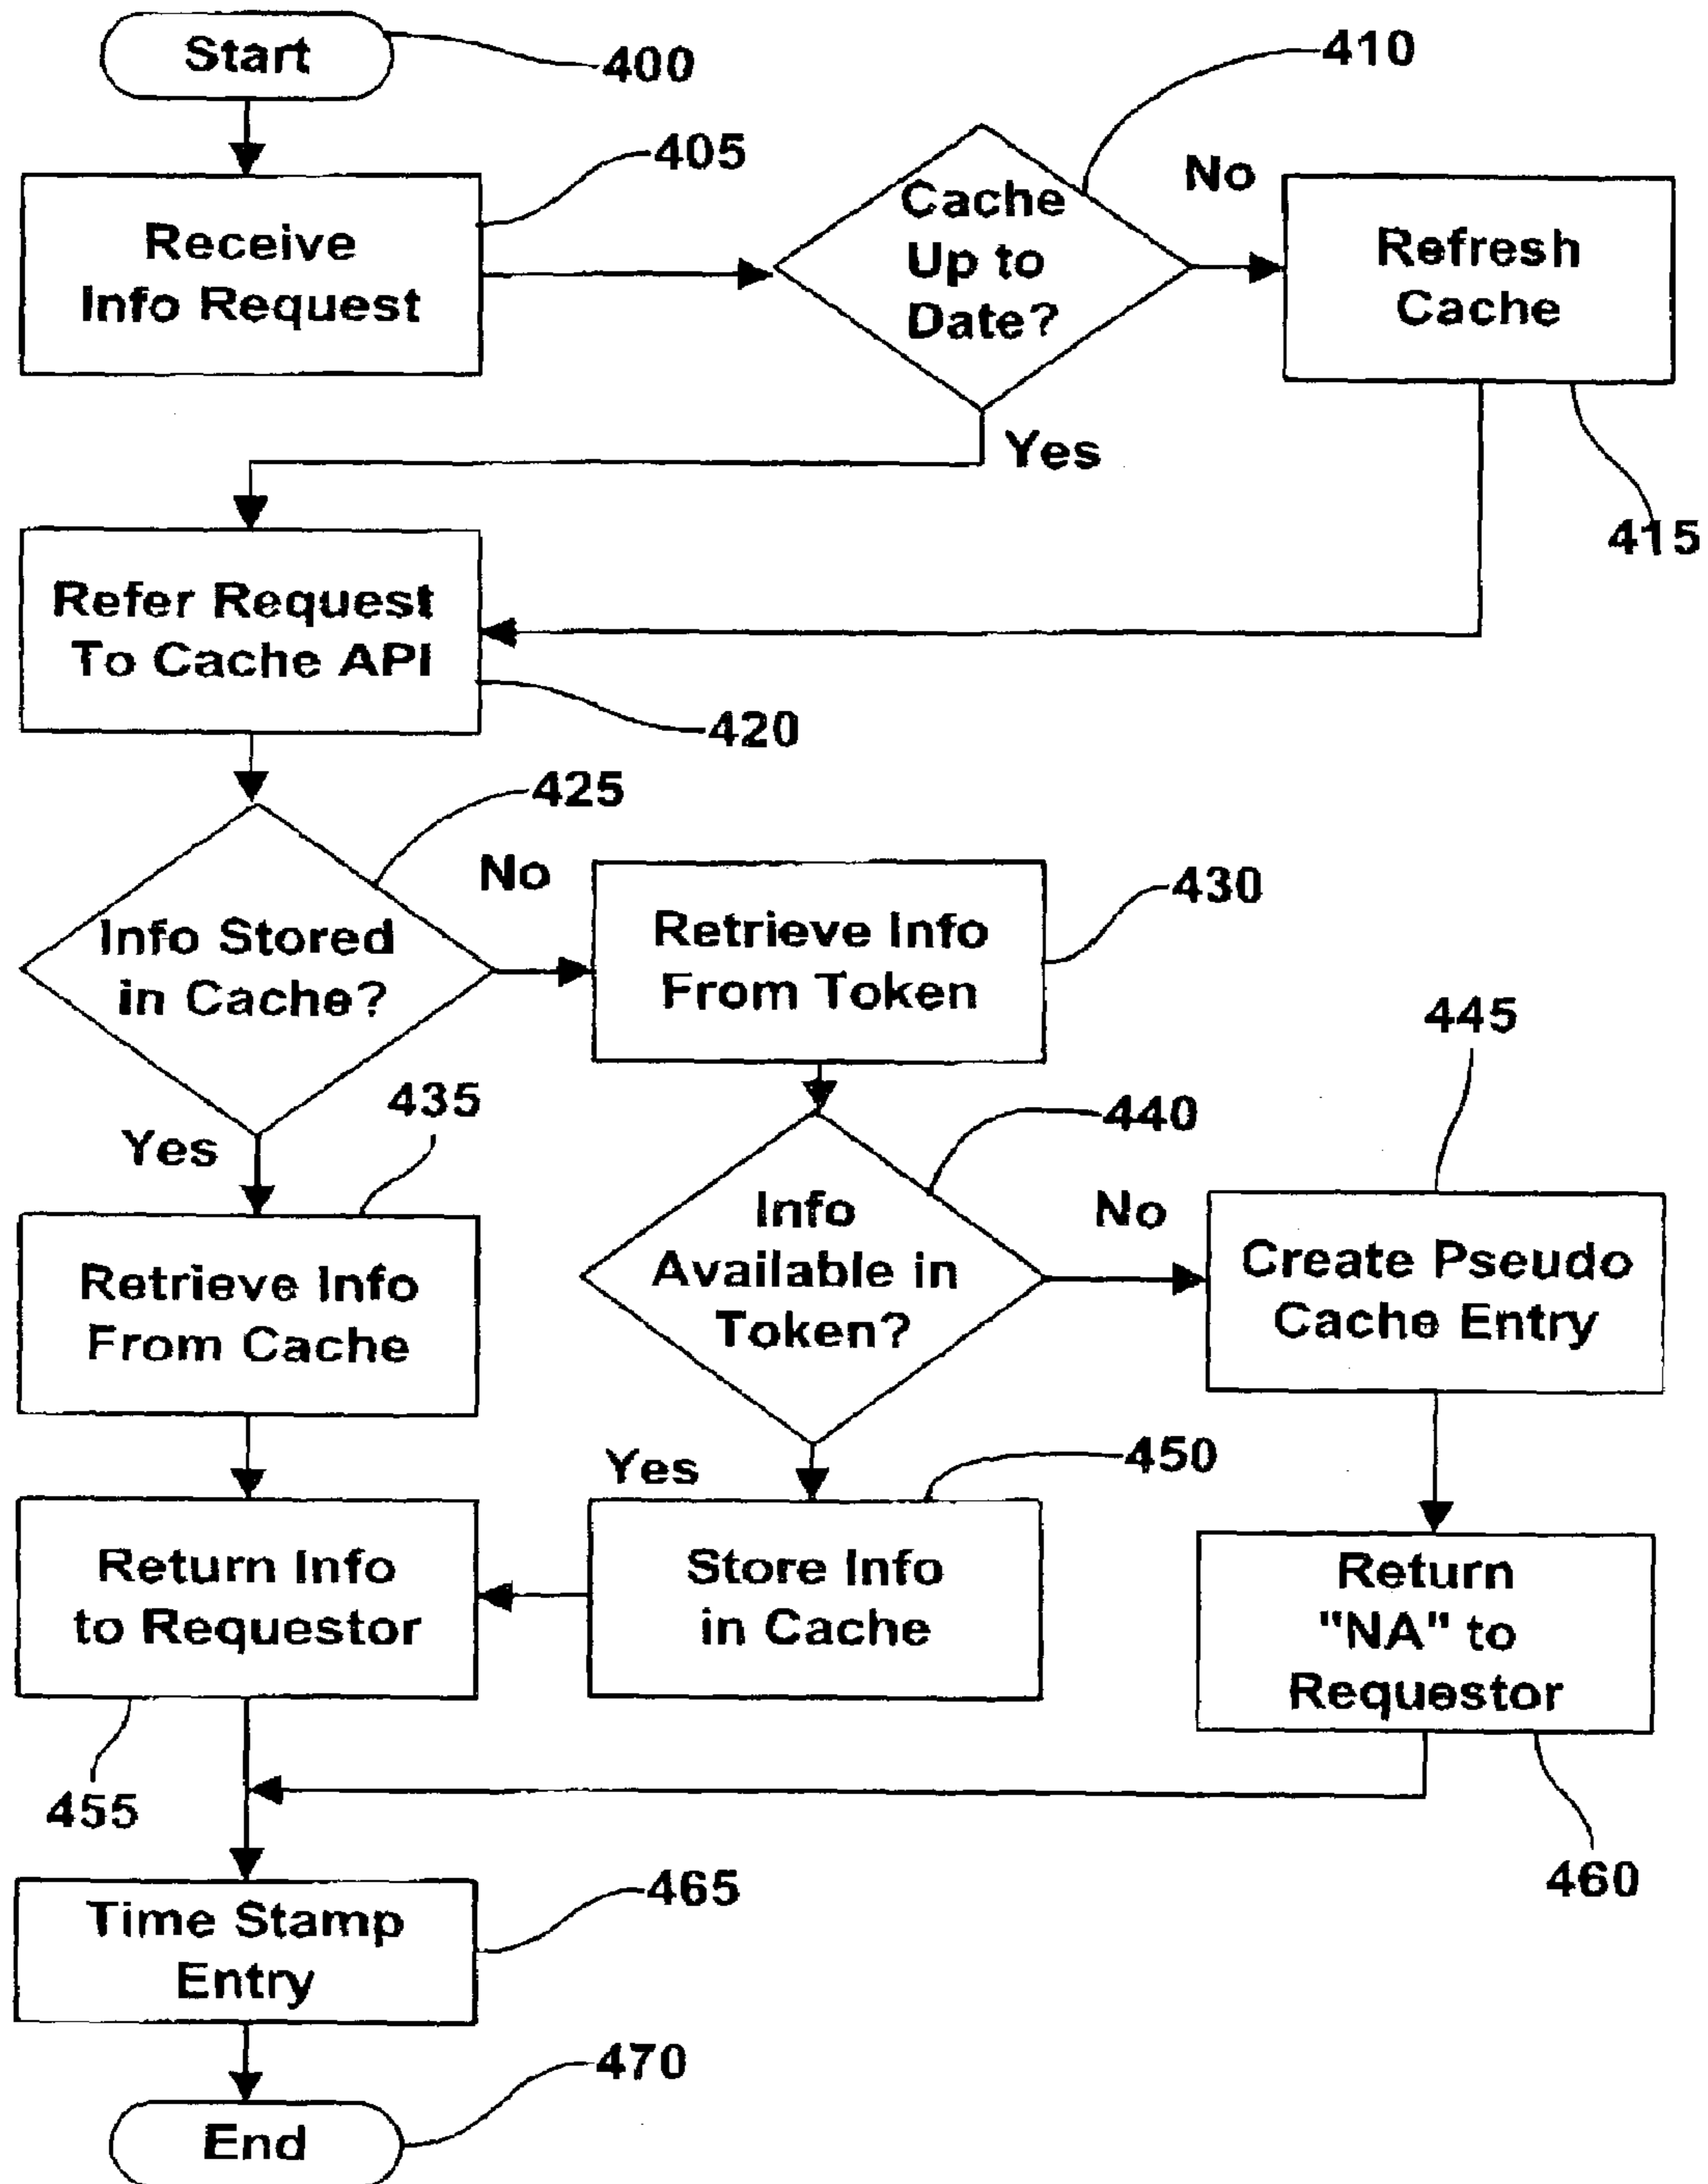 Start
400
410
405
Receive
Info Request
Cache
Up to
Date?
No
Refresh
Cache
Yes
415
Refer Request
To Cache API
420
425
Info Stored
in Cache?
No
Retrieve Info
From Token
430
445
435
Yes
440
Info
Available in
Token?
No
Create Pseudo
Cache Entry
Retrieve Info
From Cache
Yes
450
Return Info
to Requestor
Store Info
in Cache
Return
"NA" to
Requestor
455
460
Time Stamp
Entry
465
470
End